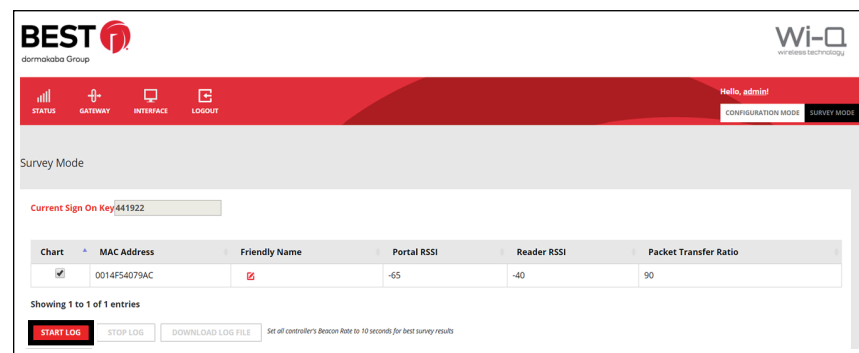 BEST
dormakaba Group
Wi-Q
wireless technology
STATUS GATEWAY INTERFACE LOGOUT
Hello, admin!
CONFIGURATION MODE SURVEY MODE
Survey Mode
Current Sign On Key 441922
Chart MAC Address Friendly Name Portal RSSI Reader RSSI Packet Transfer Ratio
0014F54079AC -65 -40 90
Showing 1 to 1 of 1 entries
START LOG STOP LOG DOWNLOAD LOG FILE Set all controller's Beacon Rate to 10 seconds for best survey results